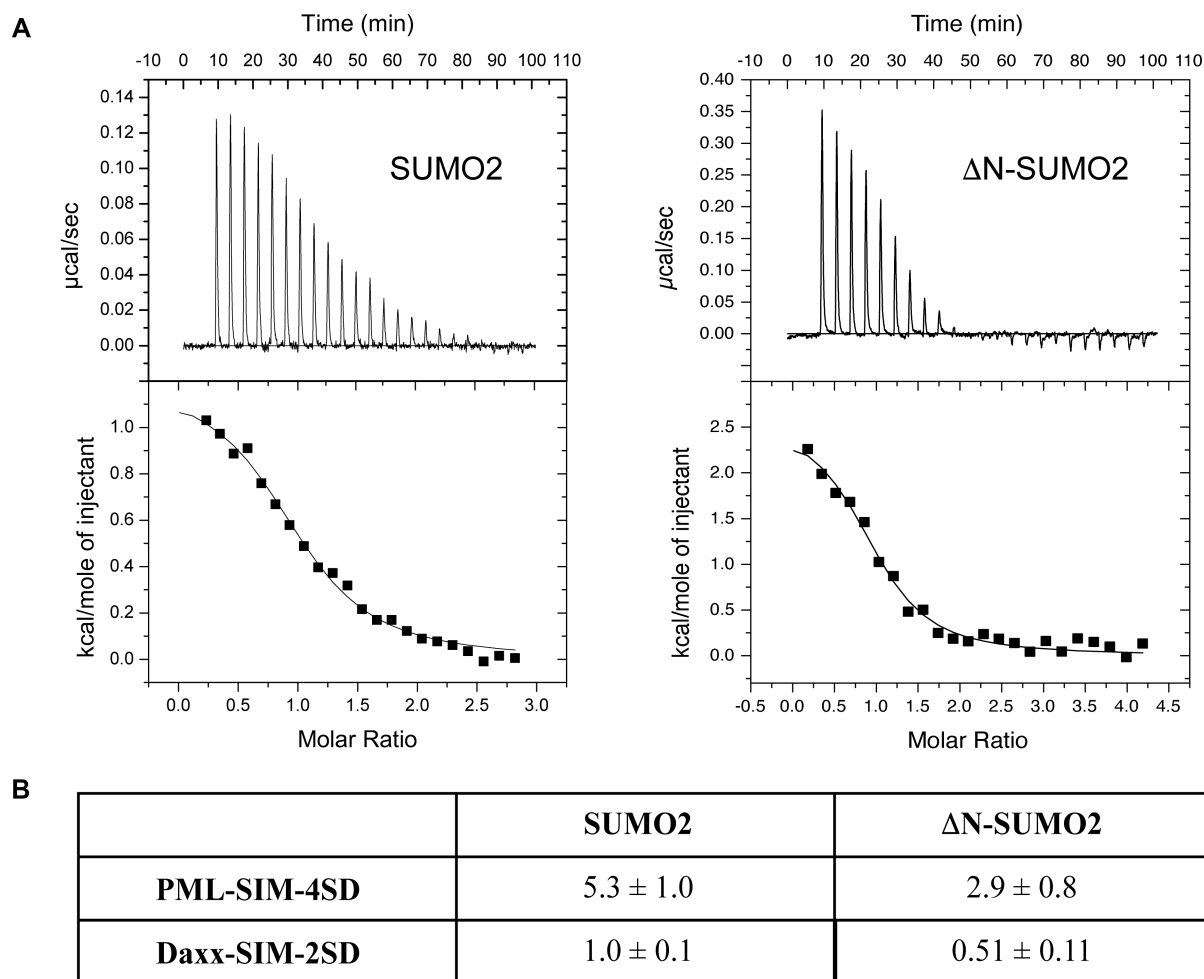 A
Time (min)
-10 0 10 20 30 40 50 60 70 80 90 100 110
0.14
0.12
0.10
0.08
0.06
0.04
0.02
0.00
µcal/sec
SUMO2
1.0
0.8
0.6
0.4
0.2
0.0
kcal/mole of injectant
0.0 0.5 1.0 1.5 2.0 2.5 3.0
Molar Ratio
Time (min)
-10 0 10 20 30 40 50 60 70 80 90 100 110
0.40
0.35
0.30
0.25
0.20
0.15
0.10
0.05
0.00
µcal/sec
ΔN-SUMO2
2.5
2.0
1.5
1.0
0.5
0.0
kcal/mole of injectant
-0.5 0.0 0.5 1.0 1.5 2.0 2.5 3.0 3.5 4.0 4.5
Molar Ratio
B
SUMO2 ΔN-SUMO2
PML-SIM-4SD 5.3 ± 1.0 2.9 ± 0.8
Daxx-SIM-2SD 1.0 ± 0.1 0.51 ± 0.11